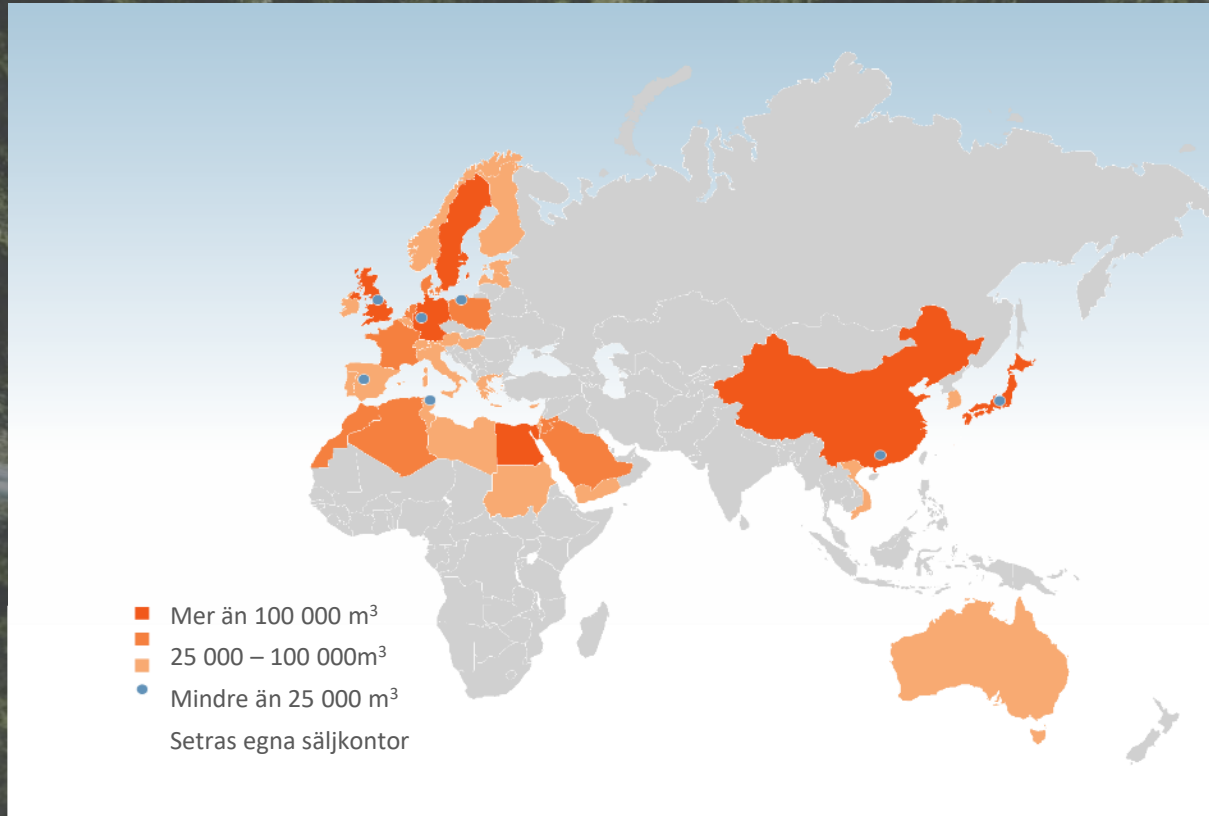 Mer än 100 000 m³
25 000 – 100 000m³
Mindre än 25 000 m³
Setras egna säljkontor